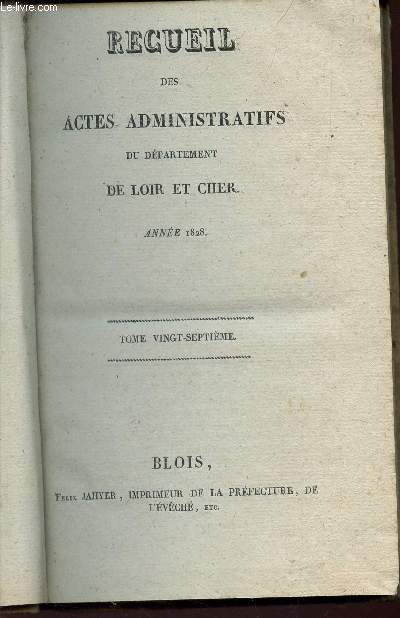 © Le-livre.com
RECUEIL
DES
ACTES ADMINISTRATIFS
DU DÉPARTEMENT
DE LOIR ET CHER.
ANNÉE 1828.
TOME VINGT-SEPTIÈME.
BLOIS,
FELIX JAHYER, IMPRIMEUR DE LA PRÉFECTURE, DE
L'ÉVÊCHÉ, ETC.